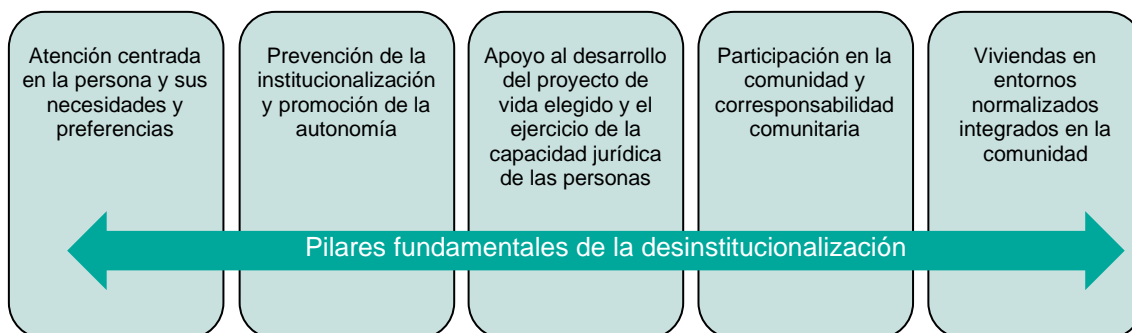 Atención centrada
en la persona y sus
necesidades y
preferencias
Prevención de la
institucionalización
y promoción de la
autonomía
Apoyo al desarrollo
del proyecto de
vida elegido y el
ejercicio de la
capacidad jurídica
de las personas
Participación en la
comunidad y
corresponsabilidad
comunitaria
Viviendas en
entornos
normalizados
integrados en la
comunidad
Pilares fundamentales de la desinstitucionalización